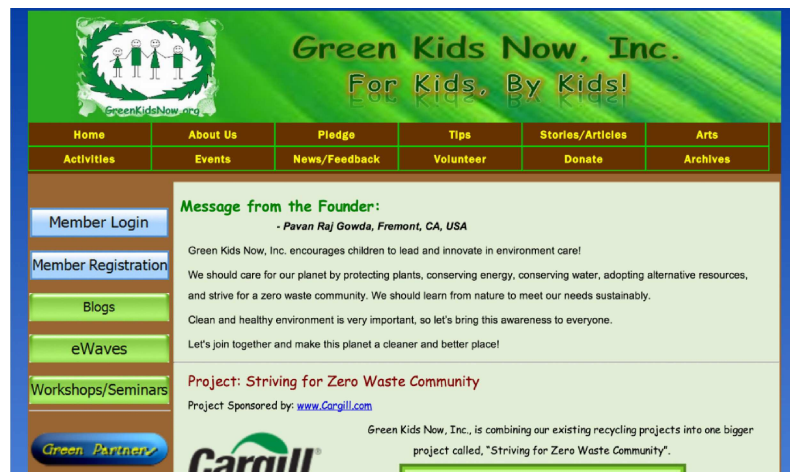 Green Kids Now, Inc.
For Kids, By Kids!
GreenKidsNow.org
Home About Us Pledge Tips Stories/Articles Arts
Activities Events News/Feedback Volunteer Donate Archives
Member Login
Member Registration
Blogs
eWaves
Workshops/Seminars
Green Partners
Message from the Founder:
- Pavan Raj Gowda, Fremont, CA, USA
Green Kids Now, Inc. encourages children to lead and innovate in environment care!
We should care for our planet by protecting plants, conserving energy, conserving water, adopting alternative resources,
and strive for a zero waste community. We should learn from nature to meet our needs sustainably.
Clean and healthy environment is very important, so let's bring this awareness to everyone.
Let's join together and make this planet a cleaner and better place!
Project: Striving for Zero Waste Community
Project Sponsored by: www.Cargill.com
Cargill
Green Kids Now, Inc., is combining our existing recycling projects into one bigger
project called, "Striving for Zero Waste Community".